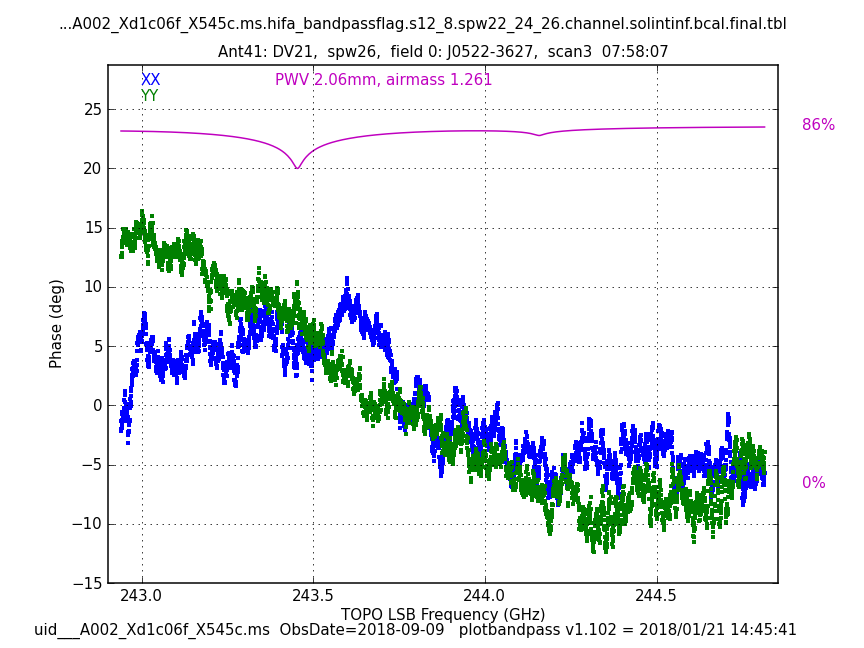 ...A002_Xd1c06f_X545c.ms.hifa_bandpassflag.s12_8.spw22_24_26.channel.solintinf.bcal.final.tbl
Ant41: DV21, spw26, field 0: J0522-3627, scan3 07:58:07
XX
PWV 2.06mm, airmass 1.261
YY
86%
0%
25
20
15
10
5
0
−5
−10
−15
Phase (deg)
243.0 243.5 244.0 244.5
TOPO LSB Frequency (GHz)
uid___A002_Xd1c06f_X545c.ms ObsDate=2018-09-09 plotbandpass v1.102 = 2018/01/21 14:45:41